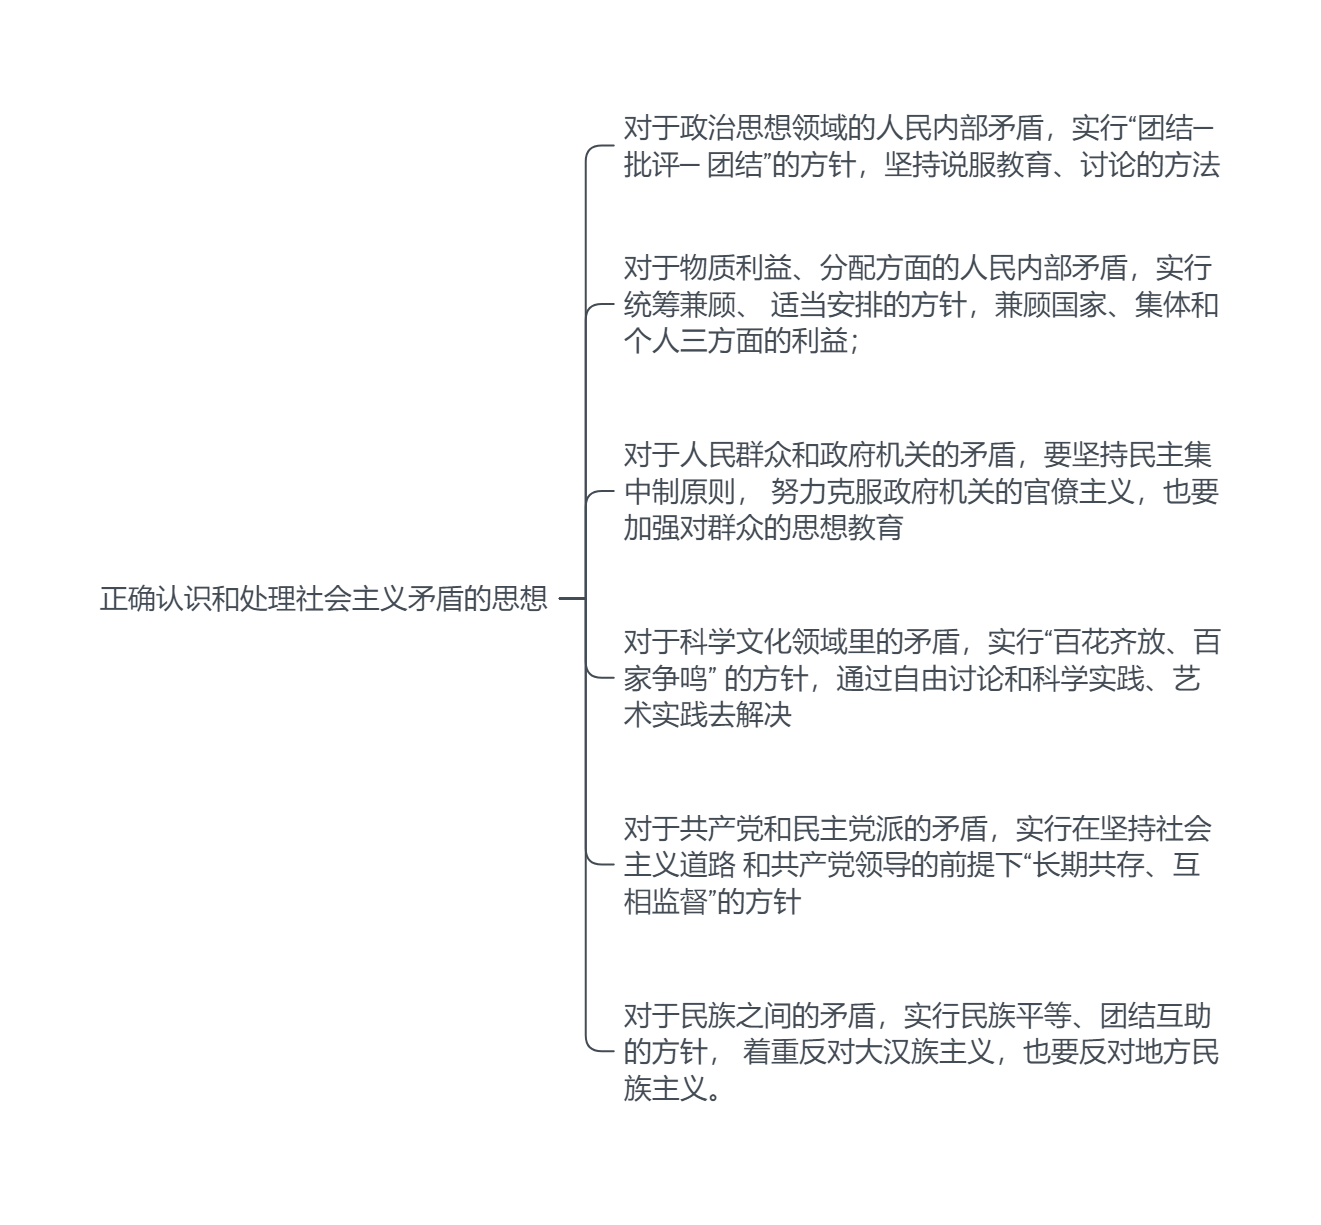 对于政治思想领域的人民内部矛盾，实行“团结—
批评— 团结”的方针，坚持说服教育、讨论的方法
对于物质利益、分配方面的人民内部矛盾，实行
统筹兼顾、 适当安排的方针，兼顾国家、集体和
个人三方面的利益；
对于人民群众和政府机关的矛盾，要坚持民主集
中制原则， 努力克服政府机关的官僚主义，也要
加强对群众的思想教育
正确认识和处理社会主义矛盾的思想
对于科学文化领域里的矛盾，实行“百花齐放、百
家争鸣” 的方针，通过自由讨论和科学实践、艺
术实践去解决
对于共产党和民主党派的矛盾，实行在坚持社会
主义道路 和共产党领导的前提下“长期共存、互
相监督”的方针
对于民族之间的矛盾，实行民族平等、团结互助
的方针， 着重反对大汉族主义，也要反对地方民
族主义。